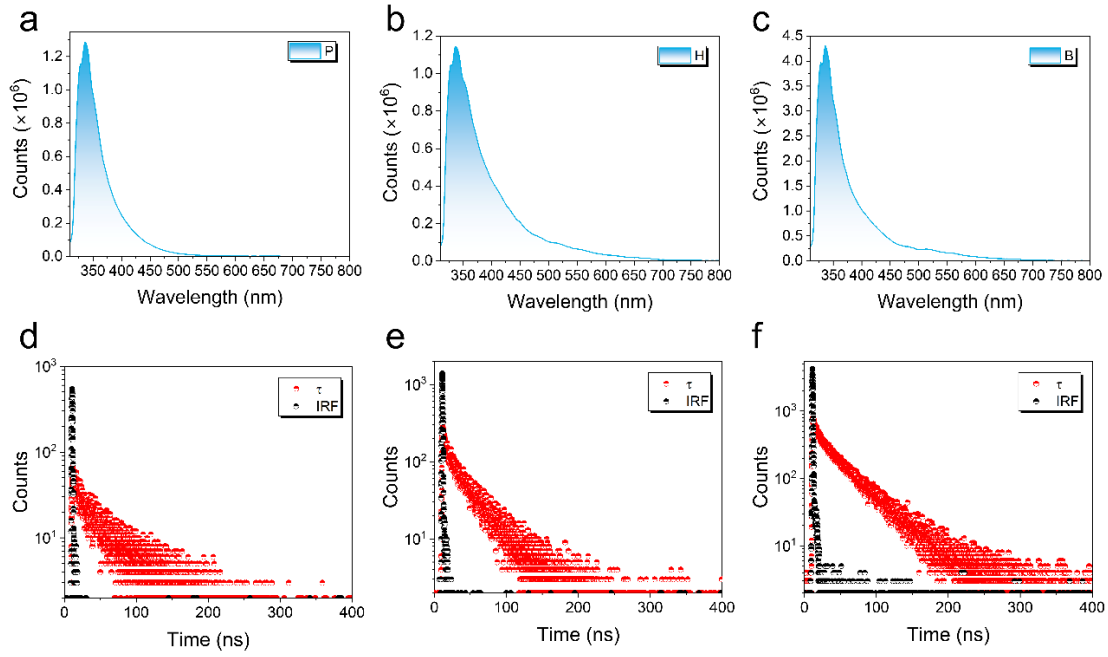 a
P
Counts (×10⁶)
1.2
1.0
0.8
0.6
0.4
0.2
0.0
350 400 450 500 550 600 650 700 750 800
Wavelength (nm)
b
H
Counts (×10⁶)
1.2
1.0
0.8
0.6
0.4
0.2
0.0
350 400 450 500 550 600 650 700 750 800
Wavelength (nm)
c
B
Counts (×10⁶)
4.5
4.0
3.5
3.0
2.5
2.0
1.5
1.0
0.5
0.0
350 400 450 500 550 600 650 700 750 800
Wavelength (nm)
d
τ
IRF
Counts
10³
10²
10¹
0 100 200 300 400
Time (ns)
e
τ
IRF
Counts
10³
10²
10¹
0 100 200 300 400
Time (ns)
f
τ
IRF
Counts
10³
10²
10¹
0 100 200 300 400
Time (ns)